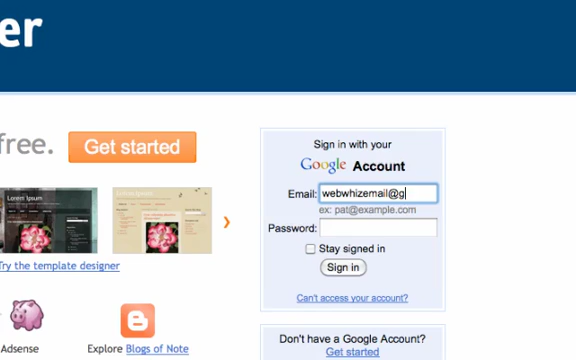 er
free.
Get started
Lorem Ipsum
Try the template designer
Adsense
Explore Blogs of Note
Sign in with your
Google Account
Email: webwhizemail@g
ex: pat@example.com
Password:
Stay signed in
Sign in
Can't access your account?
Don't have a Google Account?
Get started